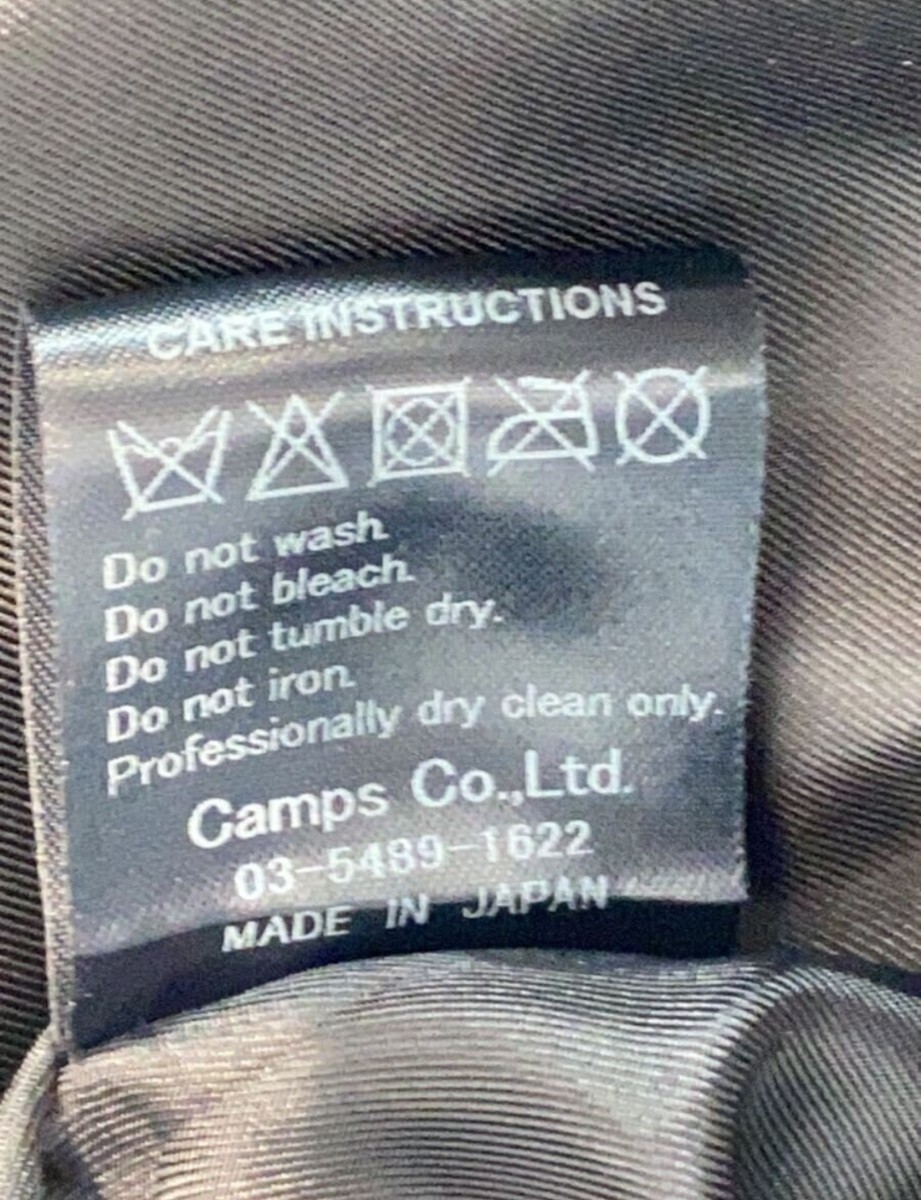 CARE INSTRUCTIONS
Do not wash.
Do not bleach.
Do not tumble dry.
Do not iron.
Professionally dry clean only.
Camps Co.,Ltd.
03-5489-1622
MADE IN JAPAN